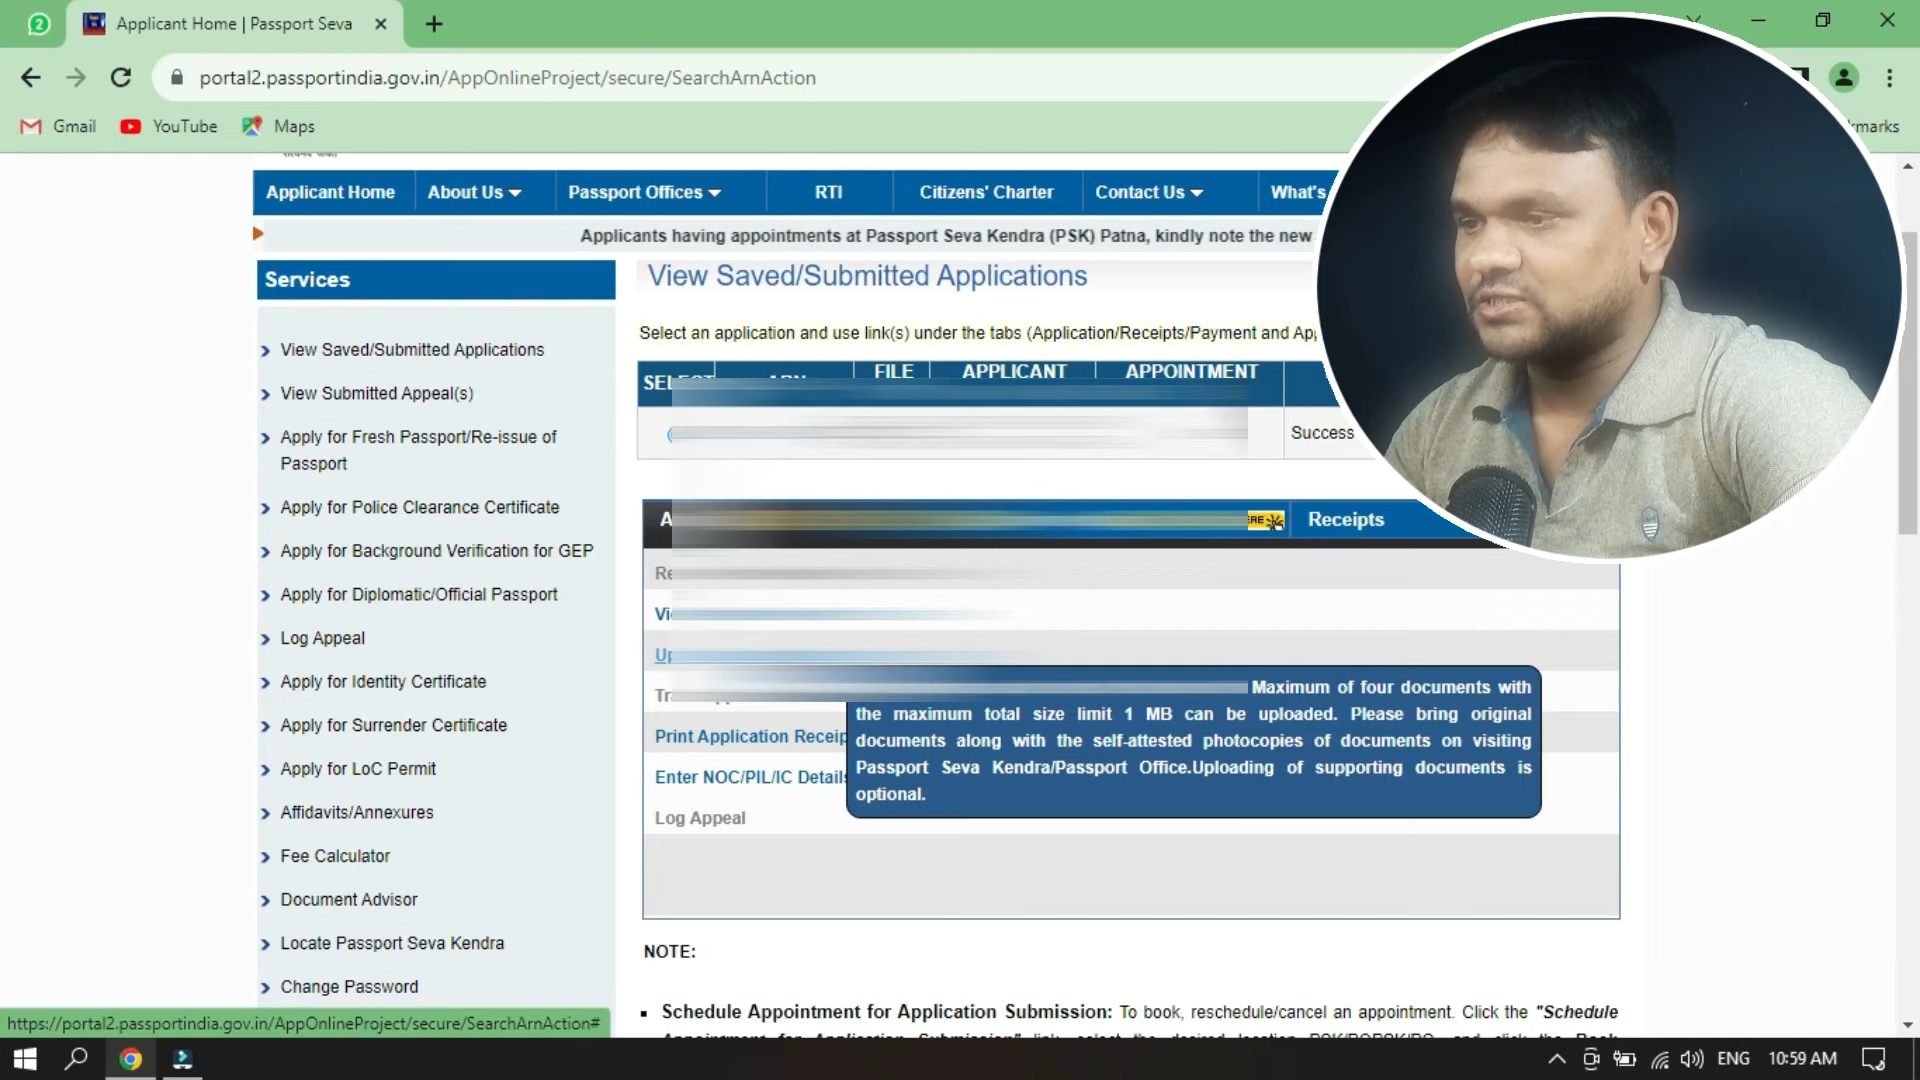 2
Applicant Home | Passport Seva
portal2.passportindia.gov.in/AppOnlineProject/secure/SearchArnAction
Gmail
YouTube
Maps
Applicant Home
About Us
Passport Offices
RTI
Citizens' Charter
Contact Us
What's
Applicants having appointments at Passport Seva Kendra (PSK) Patna, kindly note the new
Services
View Saved/Submitted Applications
View Submitted Appeal(s)
Apply for Fresh Passport/Re-issue of
Passport
Apply for Police Clearance Certificate
Apply for Background Verification for GEP
Apply for Diplomatic/Official Passport
Log Appeal
Apply for Identity Certificate
Apply for Surrender Certificate
Apply for LoC Permit
Affidavits/Annexures
Fee Calculator
Document Advisor
Locate Passport Seva Kendra
Change Password
View Saved/Submitted Applications
Select an application and use link(s) under the tabs (Application/Receipts/Payment and
FILE
APPLICANT
APPOINTMENT
Success
Receipts
Print Application
Enter NOC/PIL/IC Details
Log Appeal
Maximum of four documents with
the maximum total size limit 1 MB can be uploaded. Please bring original
documents along with the self-attested photocopies of documents on visiting
Passport Seva Kendra/Passport Office.Uploading of supporting documents is
optional.
NOTE:
▪ Schedule Appointment for Application Submission: To book, reschedule/cancel an appointment. Click the "Schedule
https://portal2.passportindia.gov.in/AppOnlineProject/secure/SearchArnAction#
ENG
10:59 AM